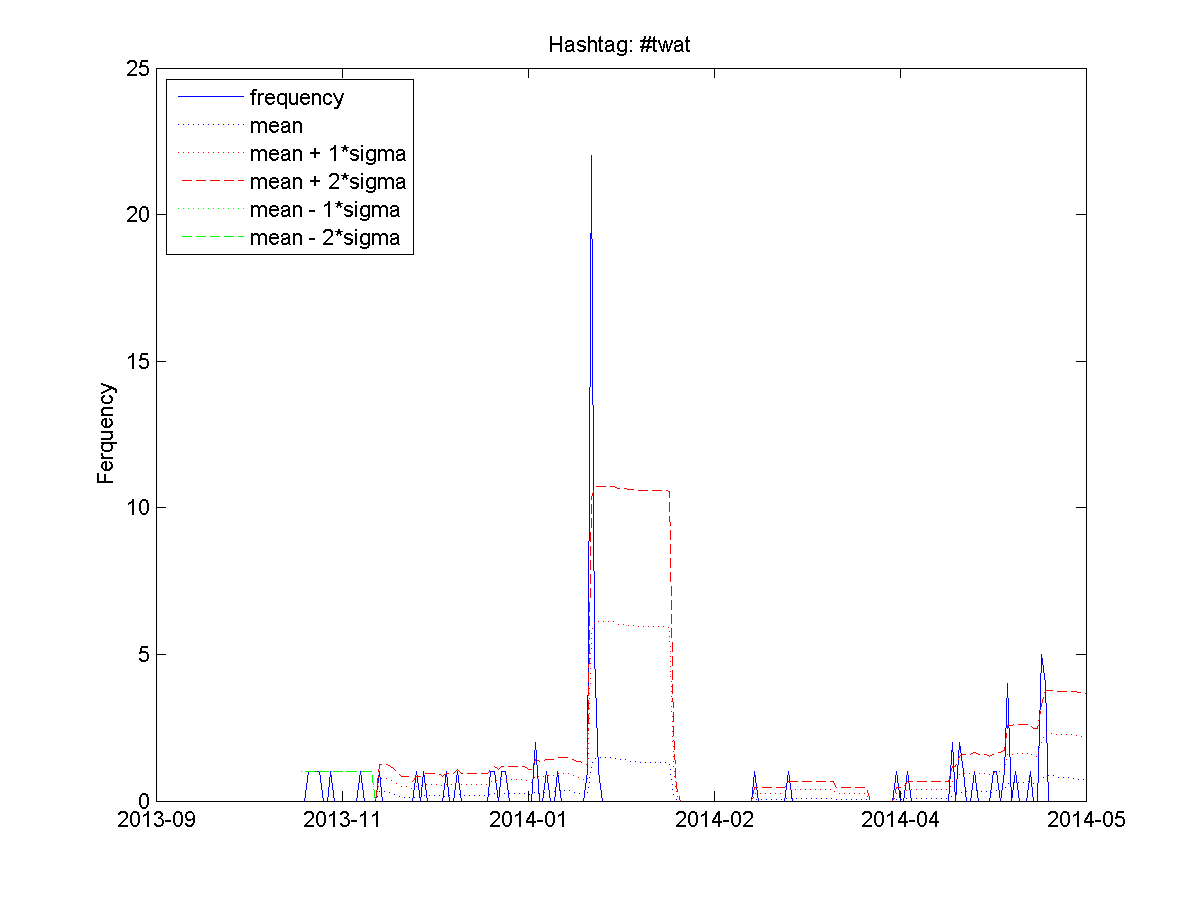 Hashtag: #twat
25
20
15
10
5
0
Ferquency
frequency
mean
mean + 1*sigma
mean + 2*sigma
mean - 1*sigma
mean - 2*sigma
2013-09 2013-11 2014-01 2014-02 2014-04 2014-05